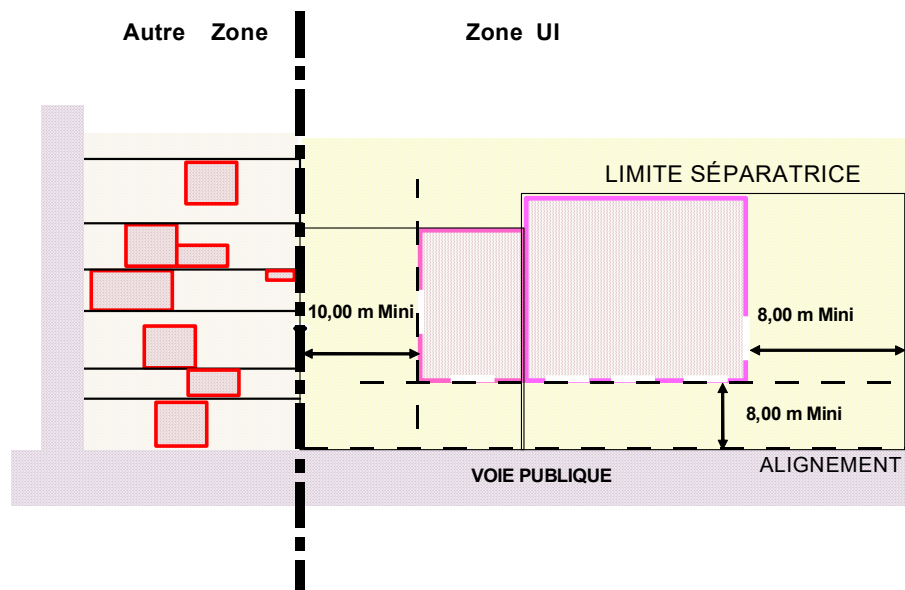 Autre Zone
Zone UI
LIMITE SÉPARATRICE
10,00 m Mini
8,00 m Mini
8,00 m Mini
ALIGNEMENT
VOIE PUBLIQUE